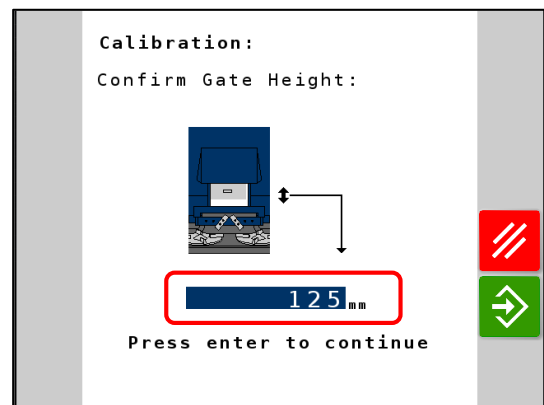 Calibration:
Confirm Gate Height:
125mm
Press enter to continue